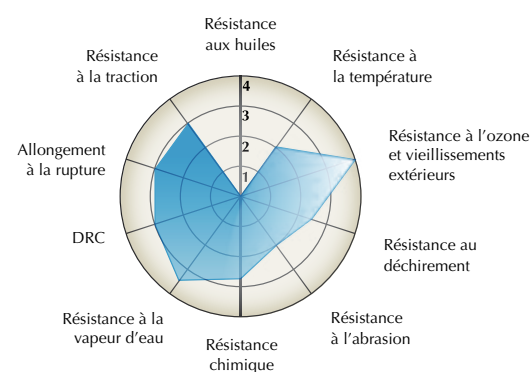 Résistance
aux huiles
Résistance à
la température
Résistance à l'ozone
et vieillissements
extérieurs
Résistance au
déchirement
Résistance
à l'abrasion
Résistance
chimique
Résistance à la
vapeur d'eau
DRC
Allongement
à la rupture
Résistance
à la traction
4
3
2
1